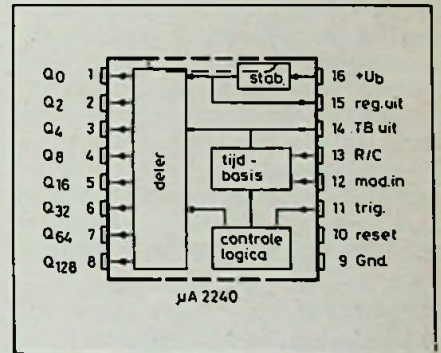 Q0 1
Q2 2
Q4 3
Q8 4
Q16 5
Q32 6
Q64 7
Q128 8
deler
stab.
tijd-
basis
controle
logica
16 +Ub
15 reg.uit
14 TB uit
13 R/C
12 mod.in
11 trig.
10 reset
9 Gnd.
µA 2240